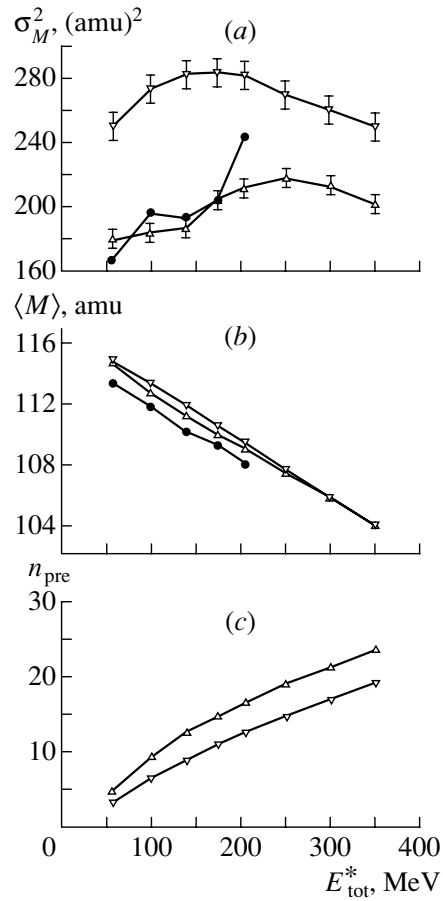 σ²_M, (amu)²
(a)
280
240
200
160
⟨M⟩, amu
(b)
116
112
108
104
n_pre
(c)
30
20
10
0 100 200 300 400
E*_tot, MeV